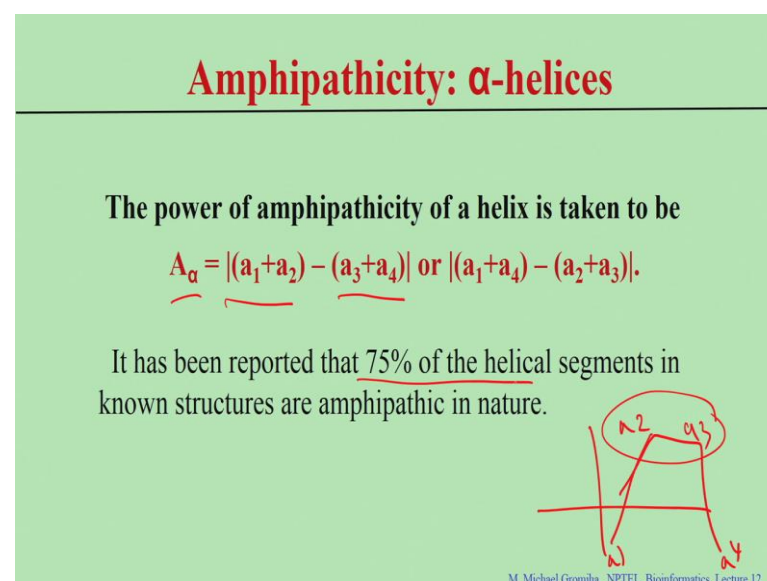 Amphipathicity: α-helices
The power of amphipathicity of a helix is taken to be
Aα = |(a1+a2) – (a3+a4)| or |(a1+a4) – (a2+a3)|.
It has been reported that 75% of the helical segments in
known structures are amphipathic in nature.
a2 a3
a1 a4
M. Michael Gromiha, NPTEL, Bioinformatics, Lecture 12